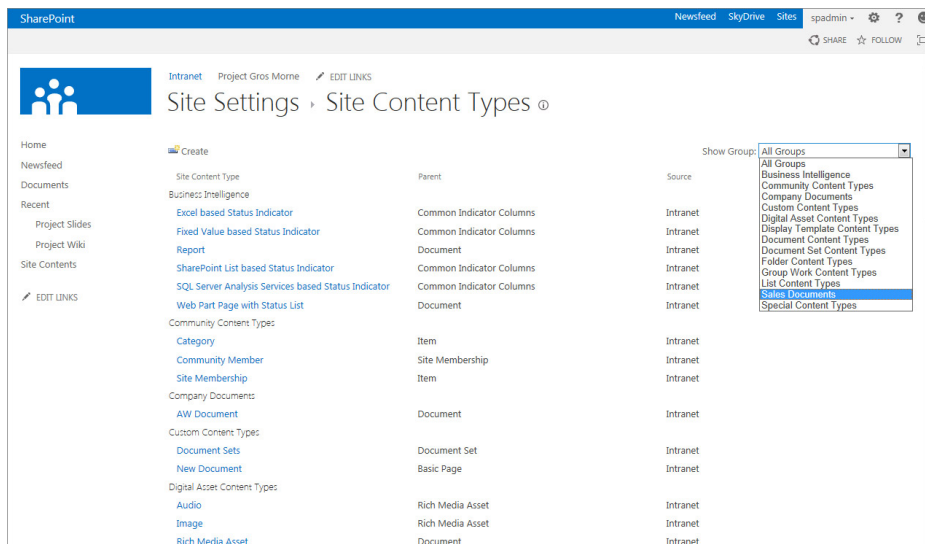 SharePoint Newsfeed SkyDrive Sites spadmin ?
SHARE FOLLOW
Intranet Project Gros Morne EDIT LINKS
Site Settings Site Content Types
Home
Newsfeed
Documents
Recent
Project Slides
Project Wiki
Site Contents
EDIT LINKS
Create Show Group: All Groups
All Groups
Business Intelligence
Community Content Types
Company Documents
Custom Content Types
Digital Asset Content Types
Display Template Content Types
Document Content Types
Document Set Content Types
Folder Content Types
Group Work Content Types
List Content Types
Sales Documents
Special Content Types
Site Content Type Parent Source
Business Intelligence
Excel based Status Indicator Common Indicator Columns Intranet
Fixed Value based Status Indicator Common Indicator Columns Intranet
Report Document Intranet
SharePoint List based Status Indicator Common Indicator Columns Intranet
SQL Server Analysis Services based Status Indicator Common Indicator Columns Intranet
Web Part Page with Status List Document Intranet
Community Content Types
Category Item Intranet
Community Member Site Membership Intranet
Site Membership Item Intranet
Company Documents
AW Document Document Intranet
Custom Content Types
Document Sets Document Set Intranet
New Document Basic Page Intranet
Digital Asset Content Types
Audio Rich Media Asset Intranet
Image Rich Media Asset Intranet
Rich Media Asset Document Intranet